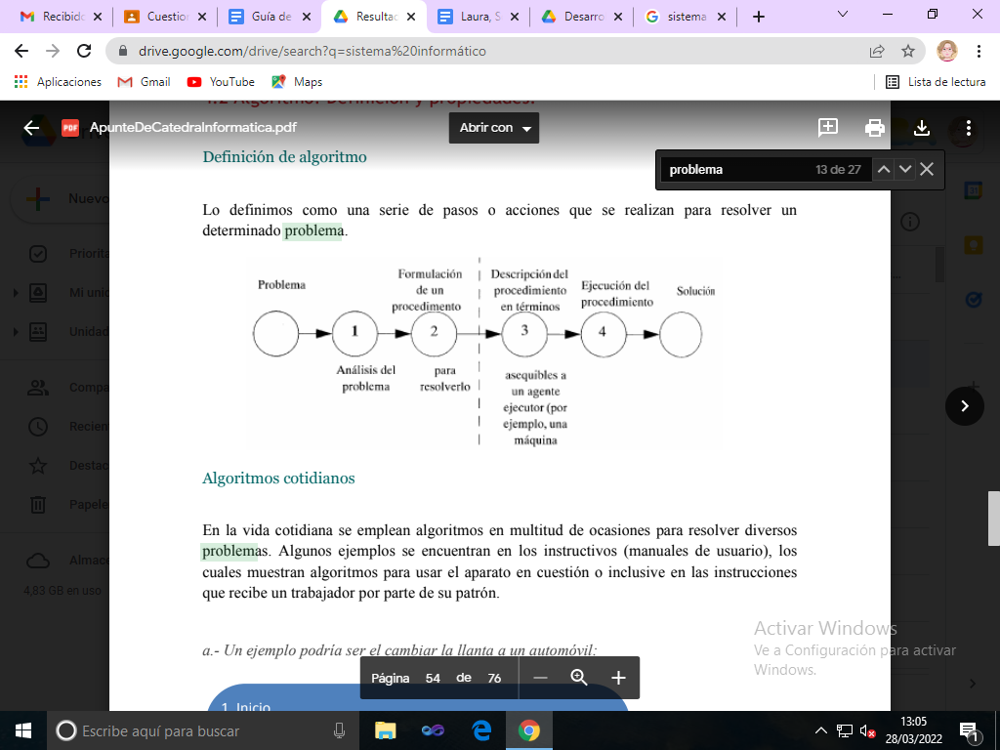 Recibido
Cuestion
Guía de
Resultad
Laura, S
Desarro
sistema
drive.google.com/drive/search?q=sistema%20informático
Aplicaciones
Gmail
YouTube
Maps
Lista de lectura
1.2 Algoritmo: Definición y propiedades.
ApunteDeCatedraInformatica.pdf
Abrir con
Definición de algoritmo
problema
13 de 27
Nuevo
Lo definimos como una serie de pasos o acciones que se realizan para resolver un
determinado problema.
Priorita
Mi unid
Unidad
Compa
Recien
Destac
Papele
Almac
4,83 GB en uso
Problema
Formulación
de un
procedimento
Descripción del
procedimiento
en términos
Ejecución del
procedimiento
Solución
1
2
3
4
Análisis del
problema
para
resolverlo
asequibles a
un agente
ejecutor (por
ejemplo, una
máquina
Algoritmos cotidianos
En la vida cotidiana se emplean algoritmos en multitud de ocasiones para resolver diversos
problemas. Algunos ejemplos se encuentran en los instructivos (manuales de usuario), los
cuales muestran algoritmos para usar el aparato en cuestión o inclusive en las instrucciones
que recibe un trabajador por parte de su patrón.
a.- Un ejemplo podría ser el cambiar la llanta a un automóvil:
Activar Windows
Ve a Configuración para activar
Windows.
Página 54 de 76
1. Inicio
Escribe aquí para buscar
13:05
28/03/2022
1